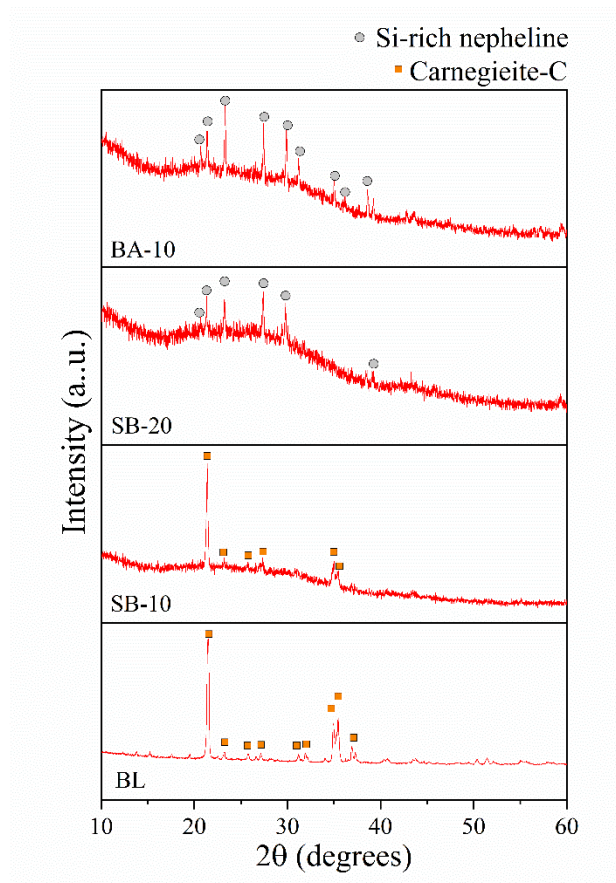 Si-rich nepheline
Carnegieite-C
BA-10
SB-20
SB-10
BL
Intensity (a..u.)
10 20 30 40 50 60
2θ (degrees)